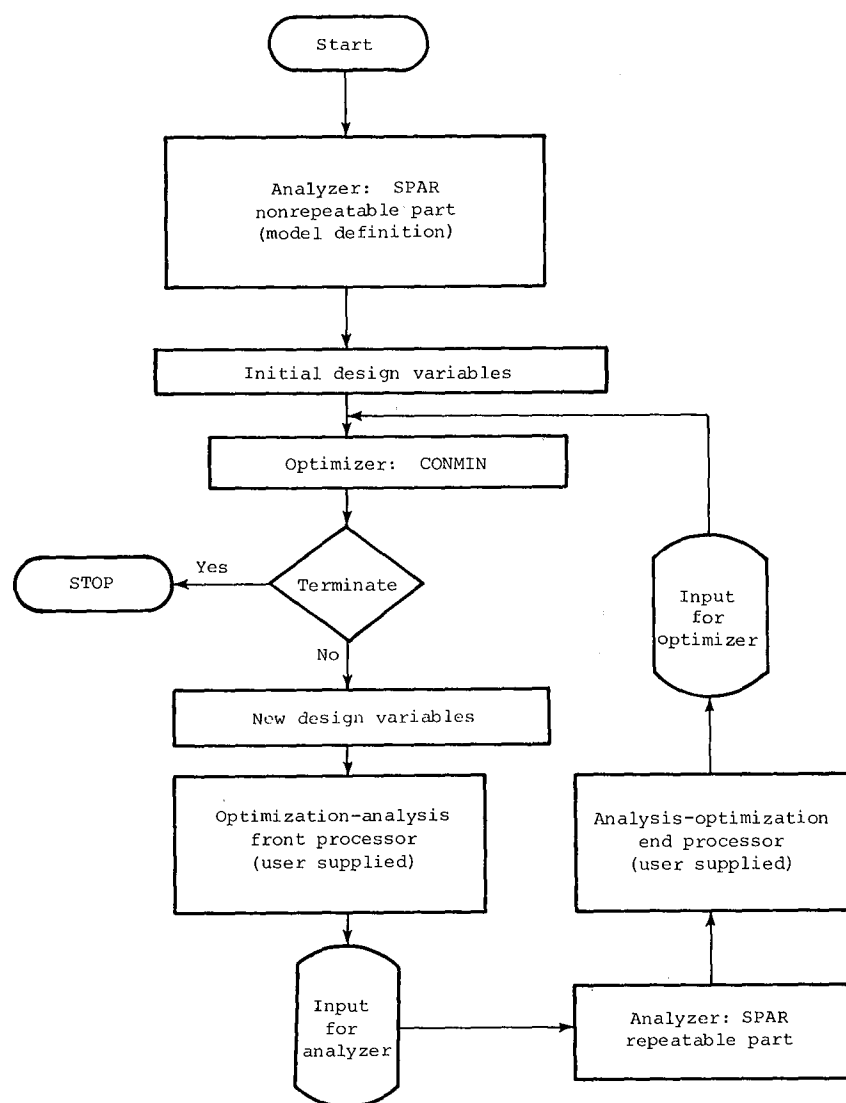 Start
Analyzer: SPAR
nonrepeatable part
(model definition)
Initial design variables
Optimizer: CONMIN
Terminate
Yes
STOP
No
New design variables
Optimization-analysis
front processor
(user supplied)
Input
for
analyzer
Analyzer: SPAR
repeatable part
Analysis-optimization
end processor
(user supplied)
Input
for
optimizer